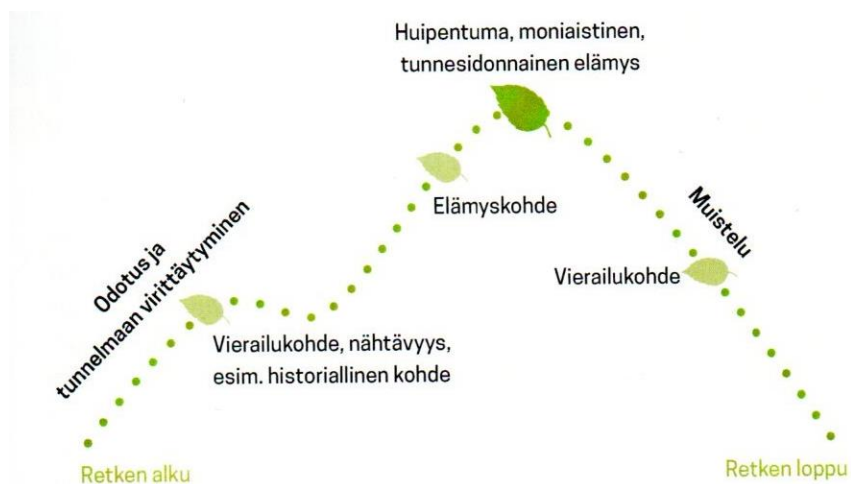 Huipentuma, moniaistinen,
tunnesidonnainen elämys
Elämyskohde
Odotus ja
tunnelmaan virittäytyminen
Muistelu
Vierailukohde
Vierailukohde, nähtävyys,
esim. historiallinen kohde
Retken alku
Retken loppu